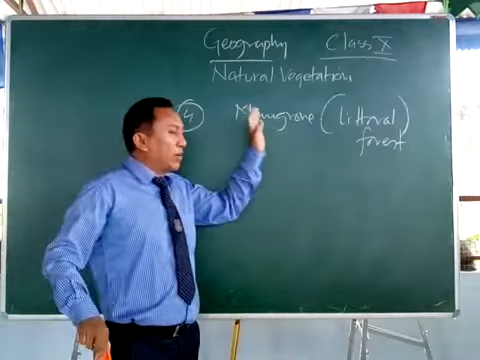 Geography Class X
Natural Vegetation
4 Mangrove (Littoral
forest